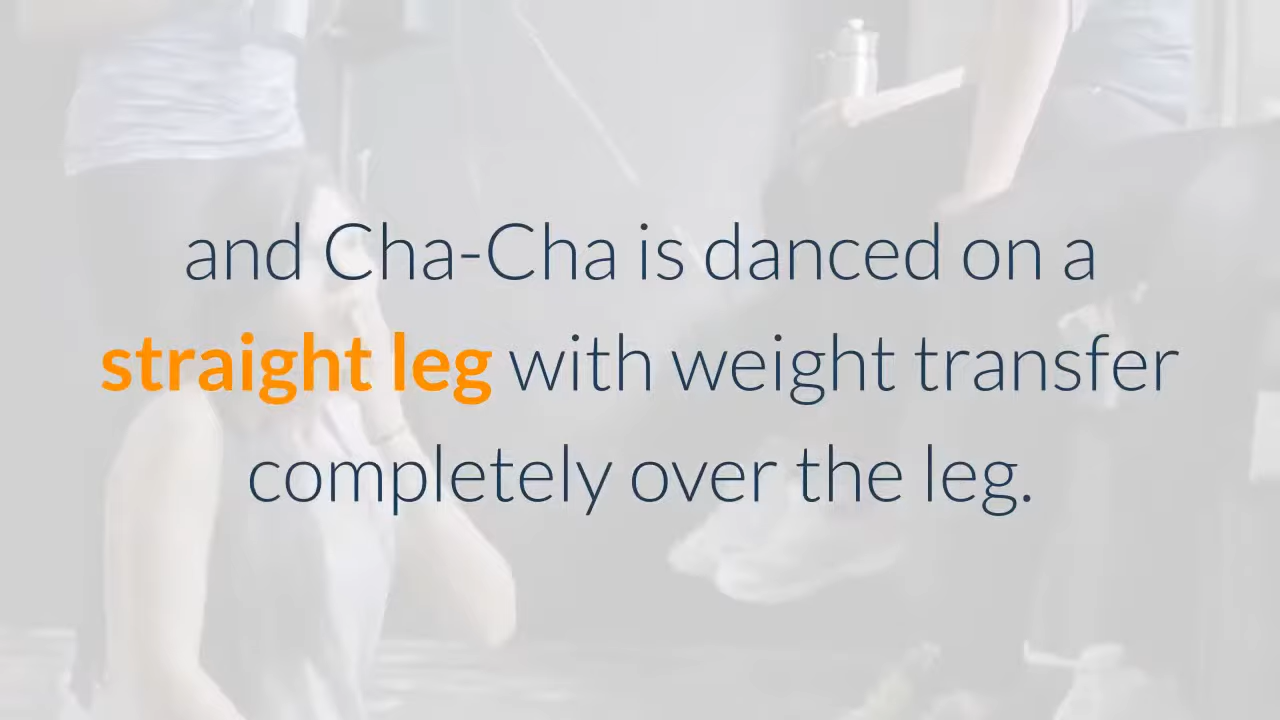 and Cha-Cha is danced on a
straight leg with weight transfer
completely over the leg.